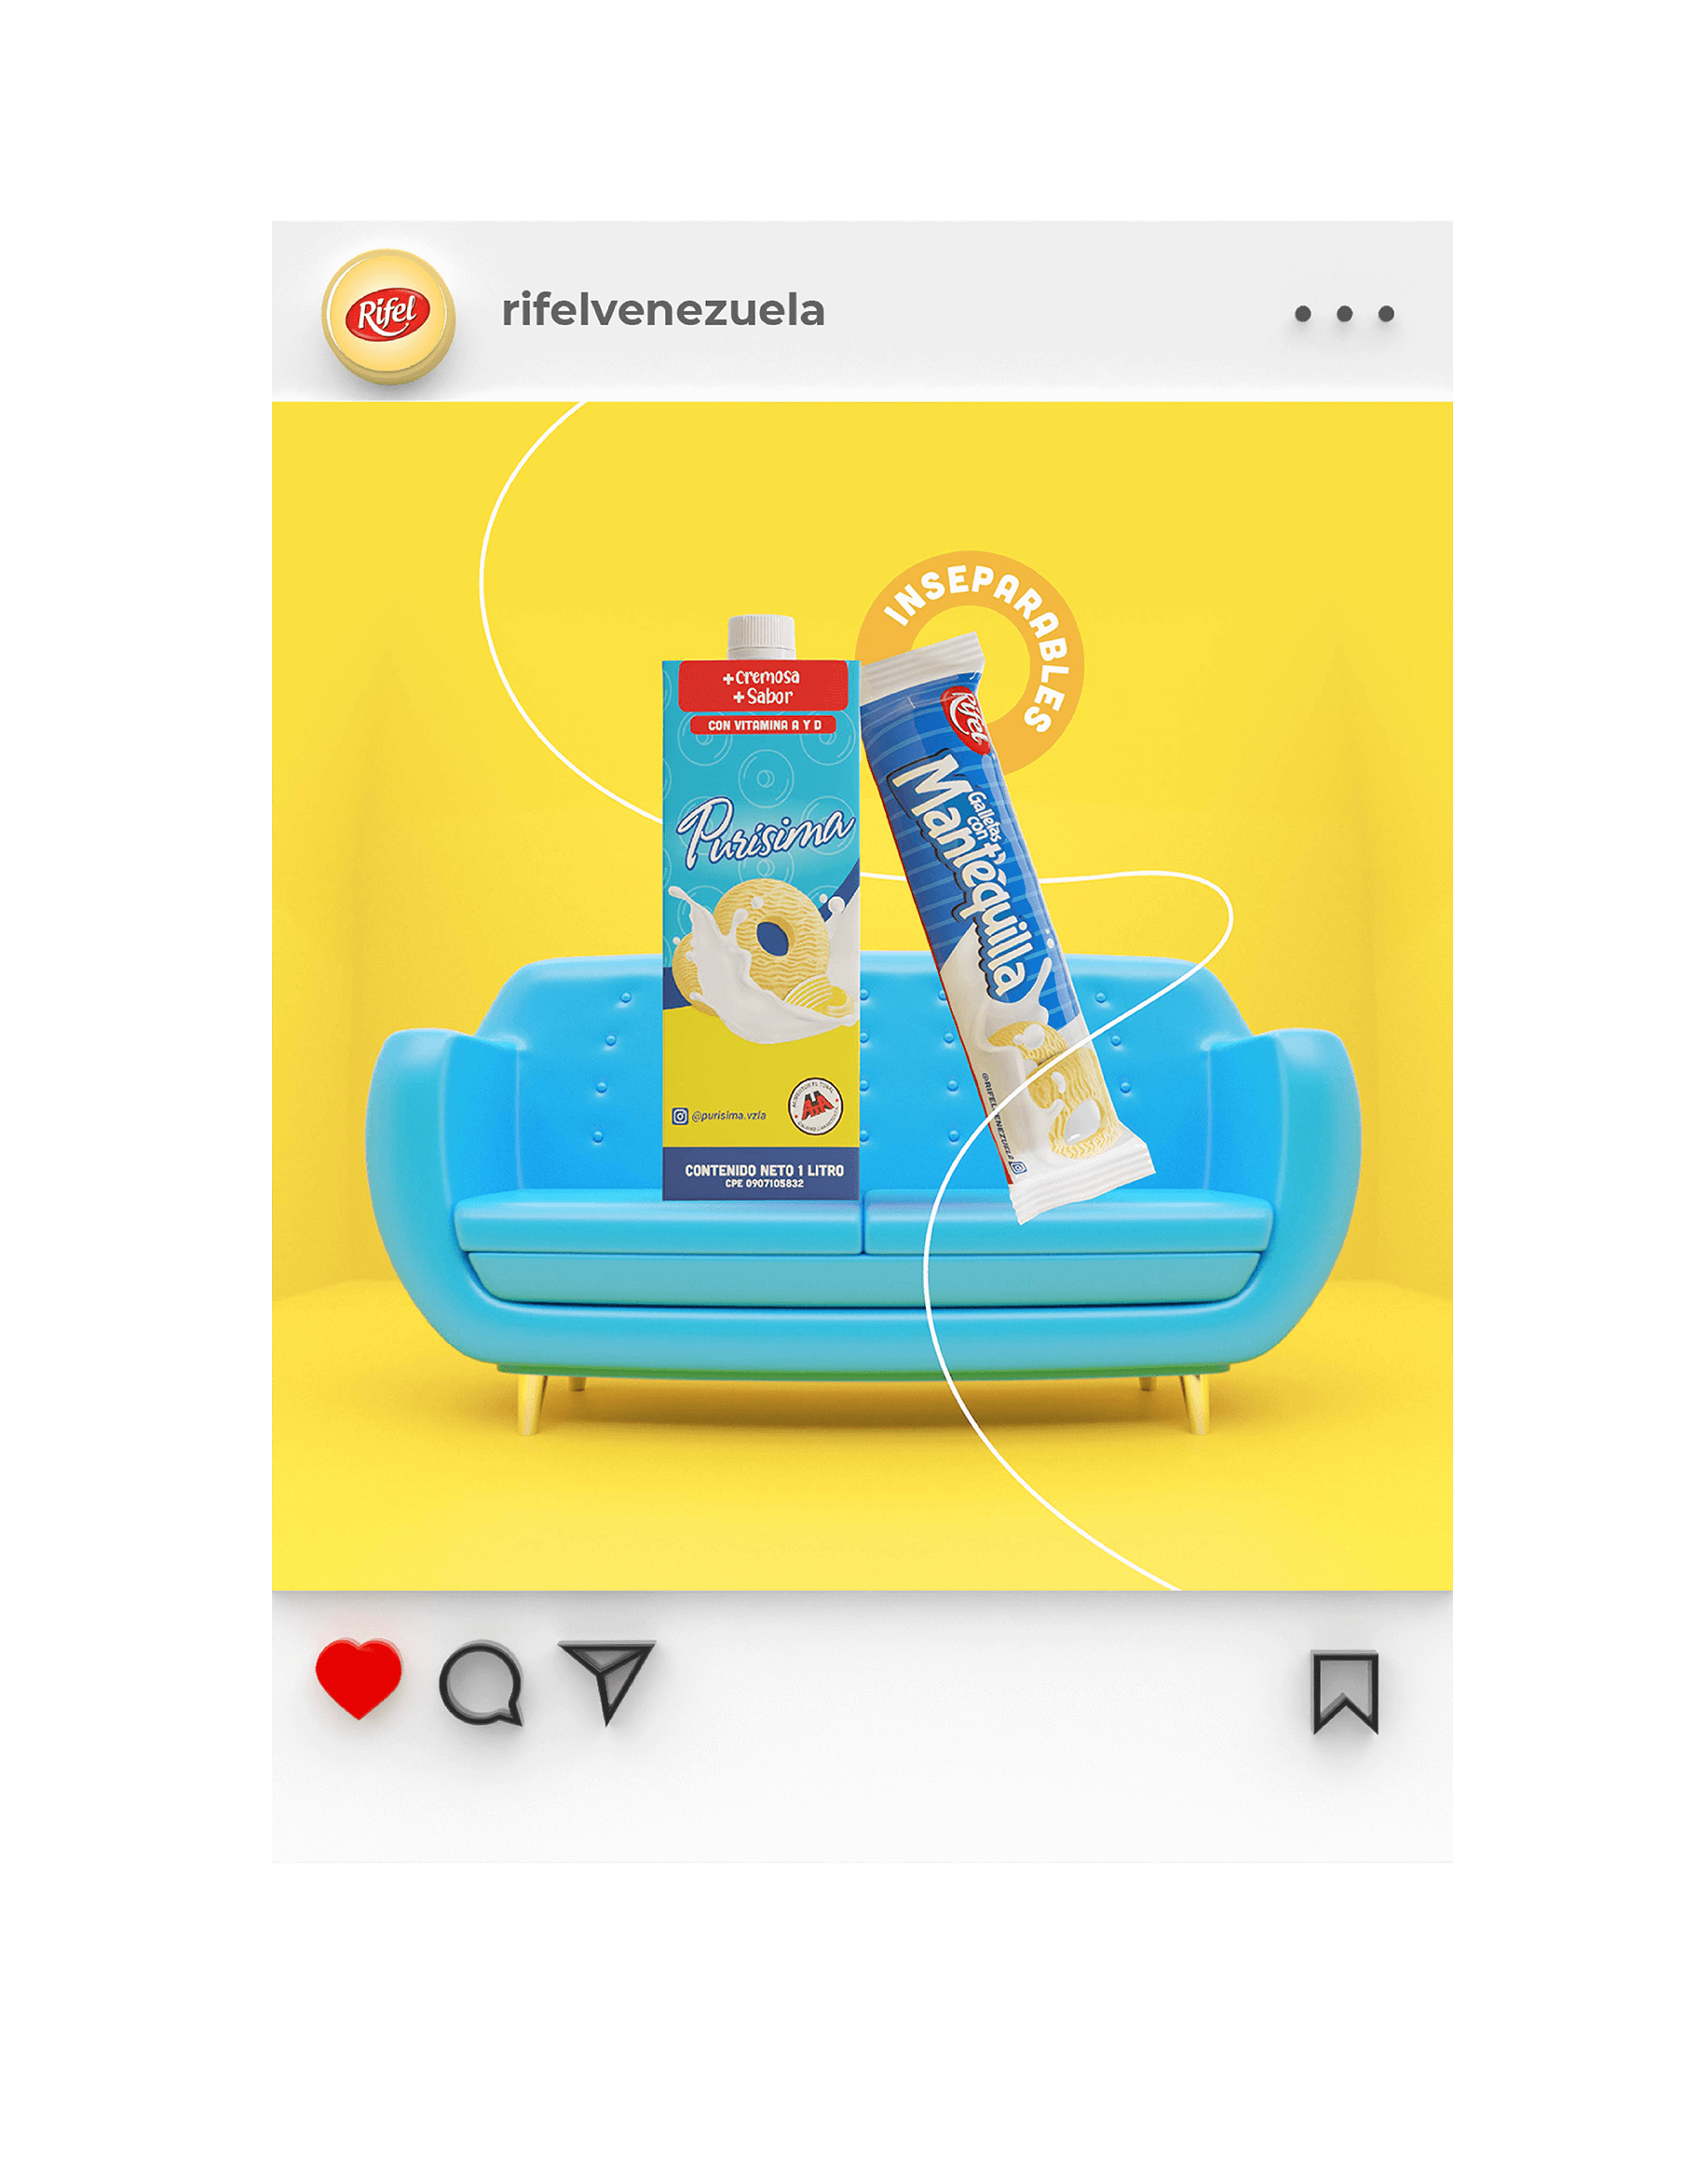 Rifel
rifelvenezuela
INSEPARABLES
+Cremosa
+Sabor
CON VITAMINA A Y D
Purísima
@purisima.vzla
CONTENIDO NETO 1 LITRO
CPE 0907105832
Rifel
Galletas
con
Mantequilla
@RIFELVENEZUELA